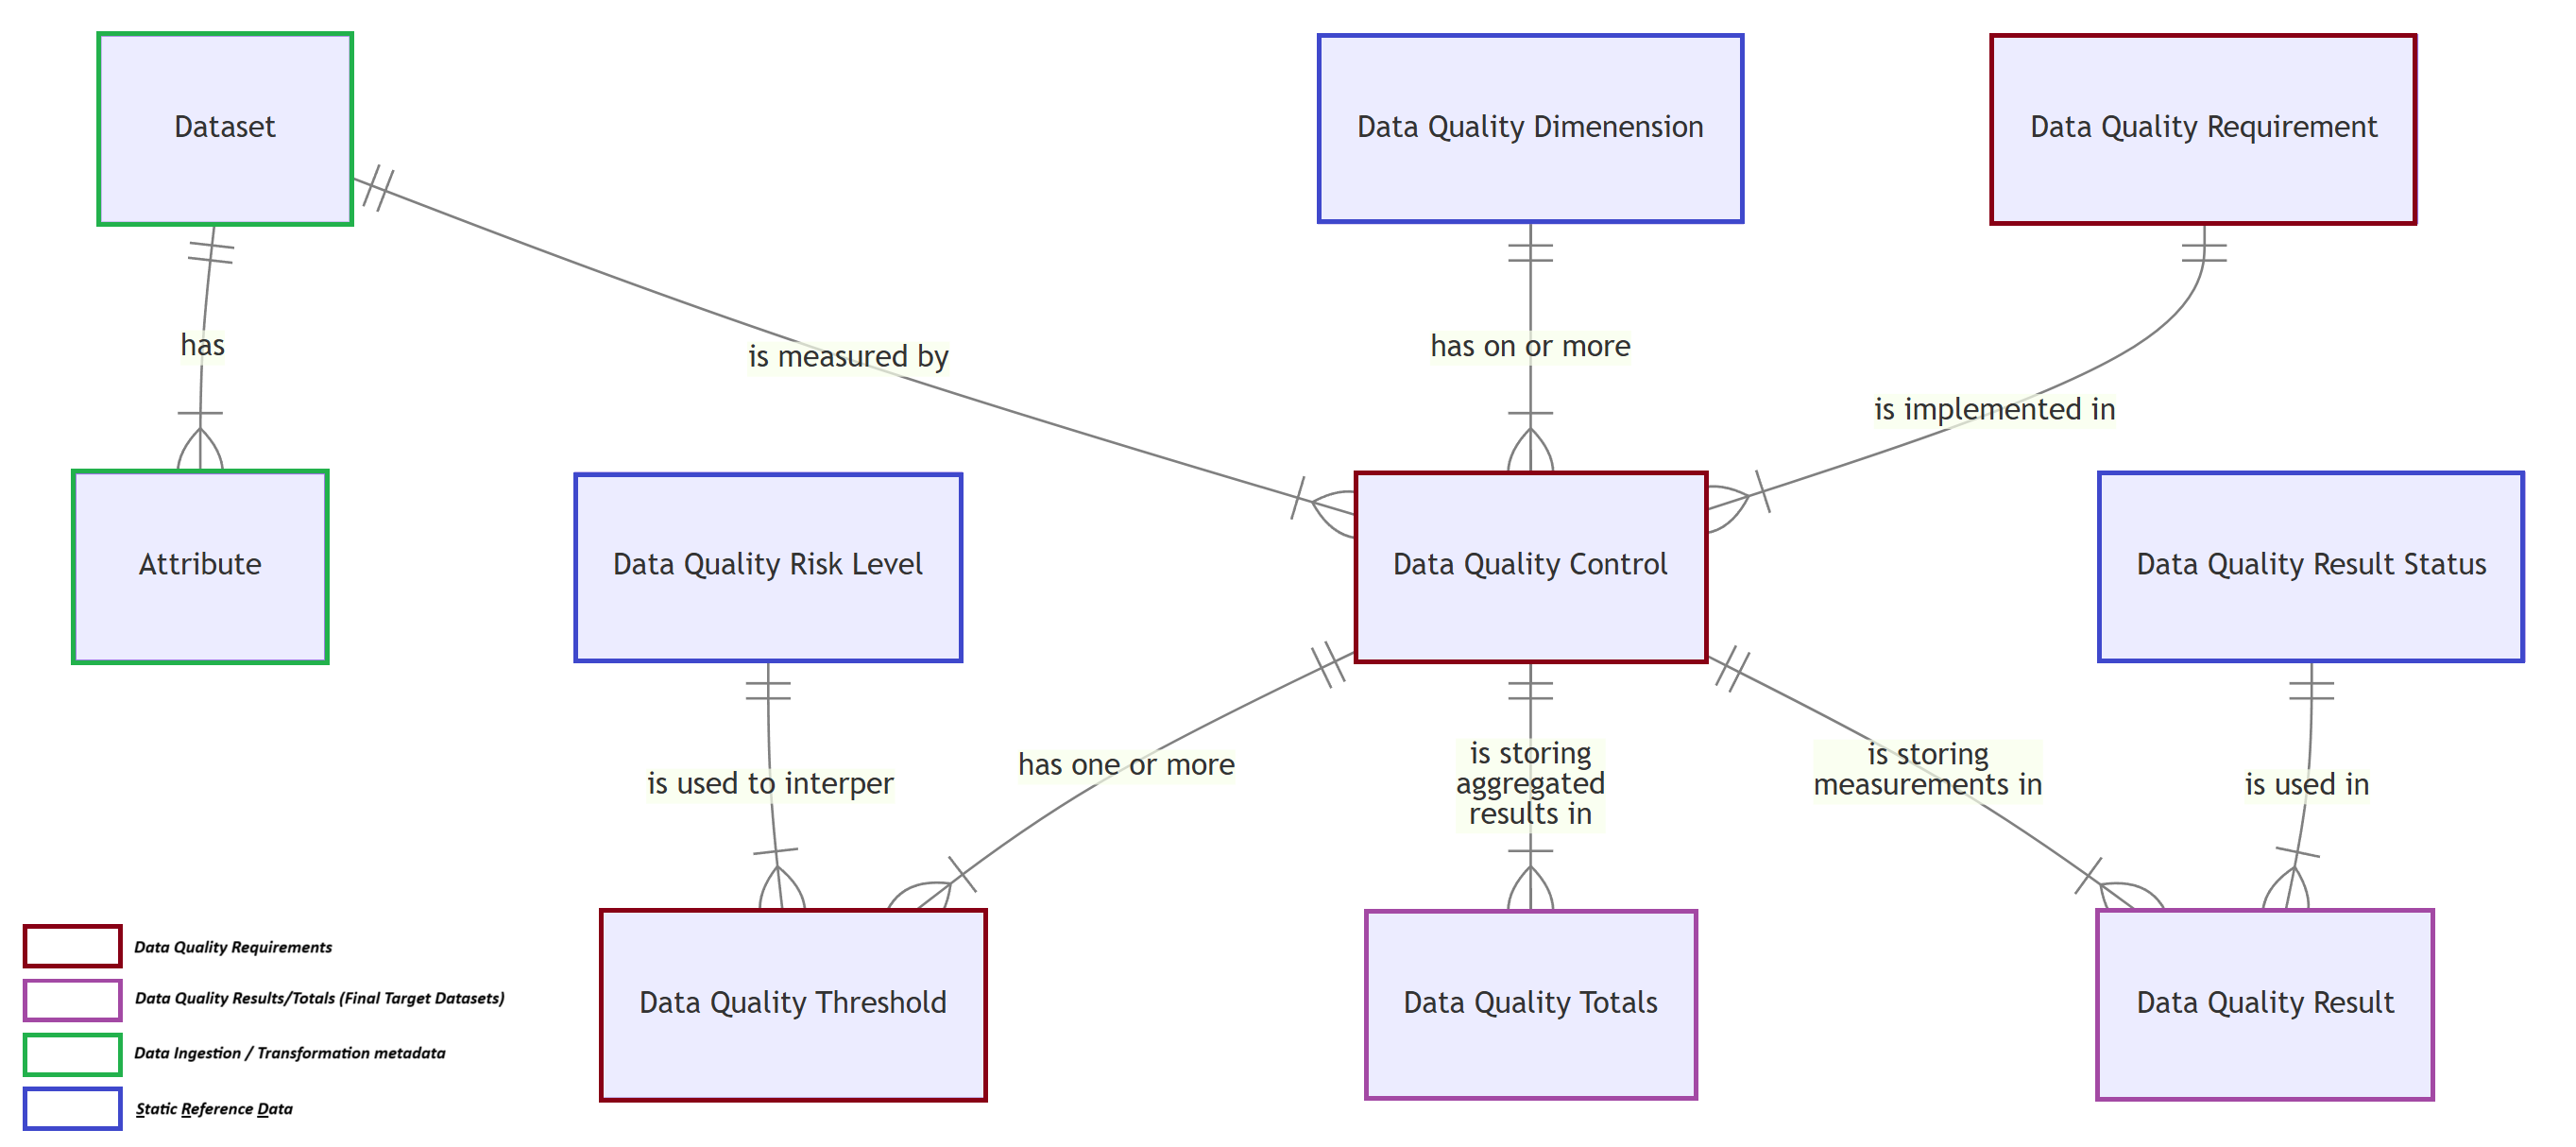 Dataset
Data Quality Dimenension
Data Quality Requirement
has
is measured by
has on or more
is implemented in
Attribute
Data Quality Risk Level
Data Quality Control
Data Quality Result Status
is used to interper
has one or more
is storing
aggregated
results in
is storing
measurements in
is used in
Data Quality Threshold
Data Quality Totals
Data Quality Result
Data Quality Requirements
Data Quality Results/Totals (Final Target Datasets)
Data Ingestion / Transformation metadata
Static Reference Data